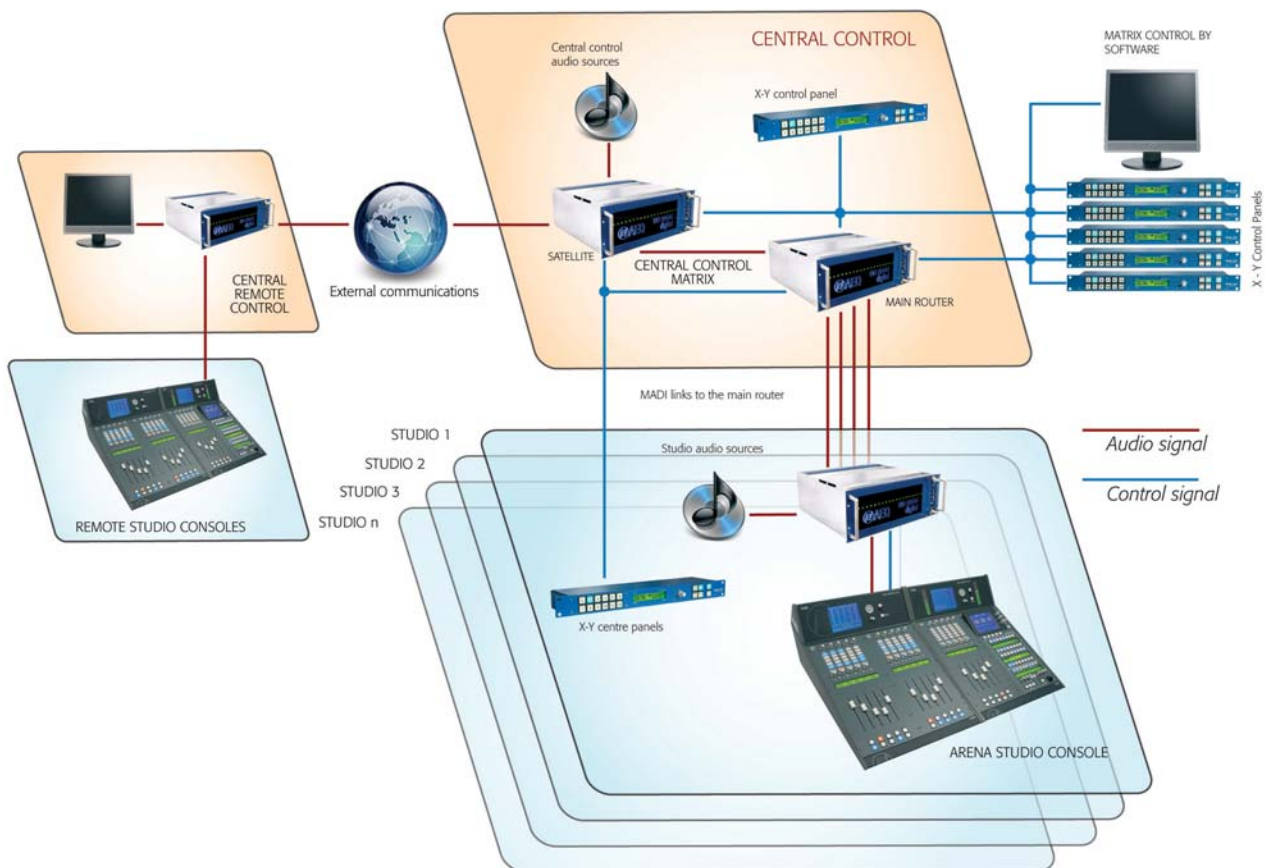 CENTRAL CONTROL
Central control
audio sources
X-Y control panel
MATRIX CONTROL BY
SOFTWARE
SATELLITE
CENTRAL CONTROL
MATRIX
MAIN ROUTER
X - Y Control Panels
External communications
CENTRAL
REMOTE
CONTROL
MADI links to the main router
REMOTE STUDIO CONSOLES
STUDIO 1
STUDIO 2
STUDIO 3
STUDIO n
Studio audio sources
Audio signal
Control signal
X-Y centre panels
ARENA STUDIO CONSOLE